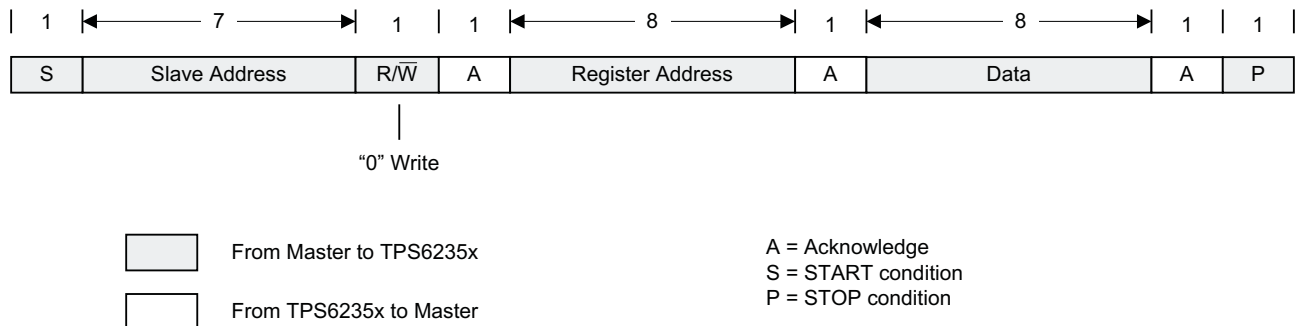 1 7 1 1 8 1 8 1 1
S Slave Address R/W̅ A Register Address A Data A P
“0” Write
From Master to TPS6235x
From TPS6235x to Master
A = Acknowledge
S = START condition
P = STOP condition